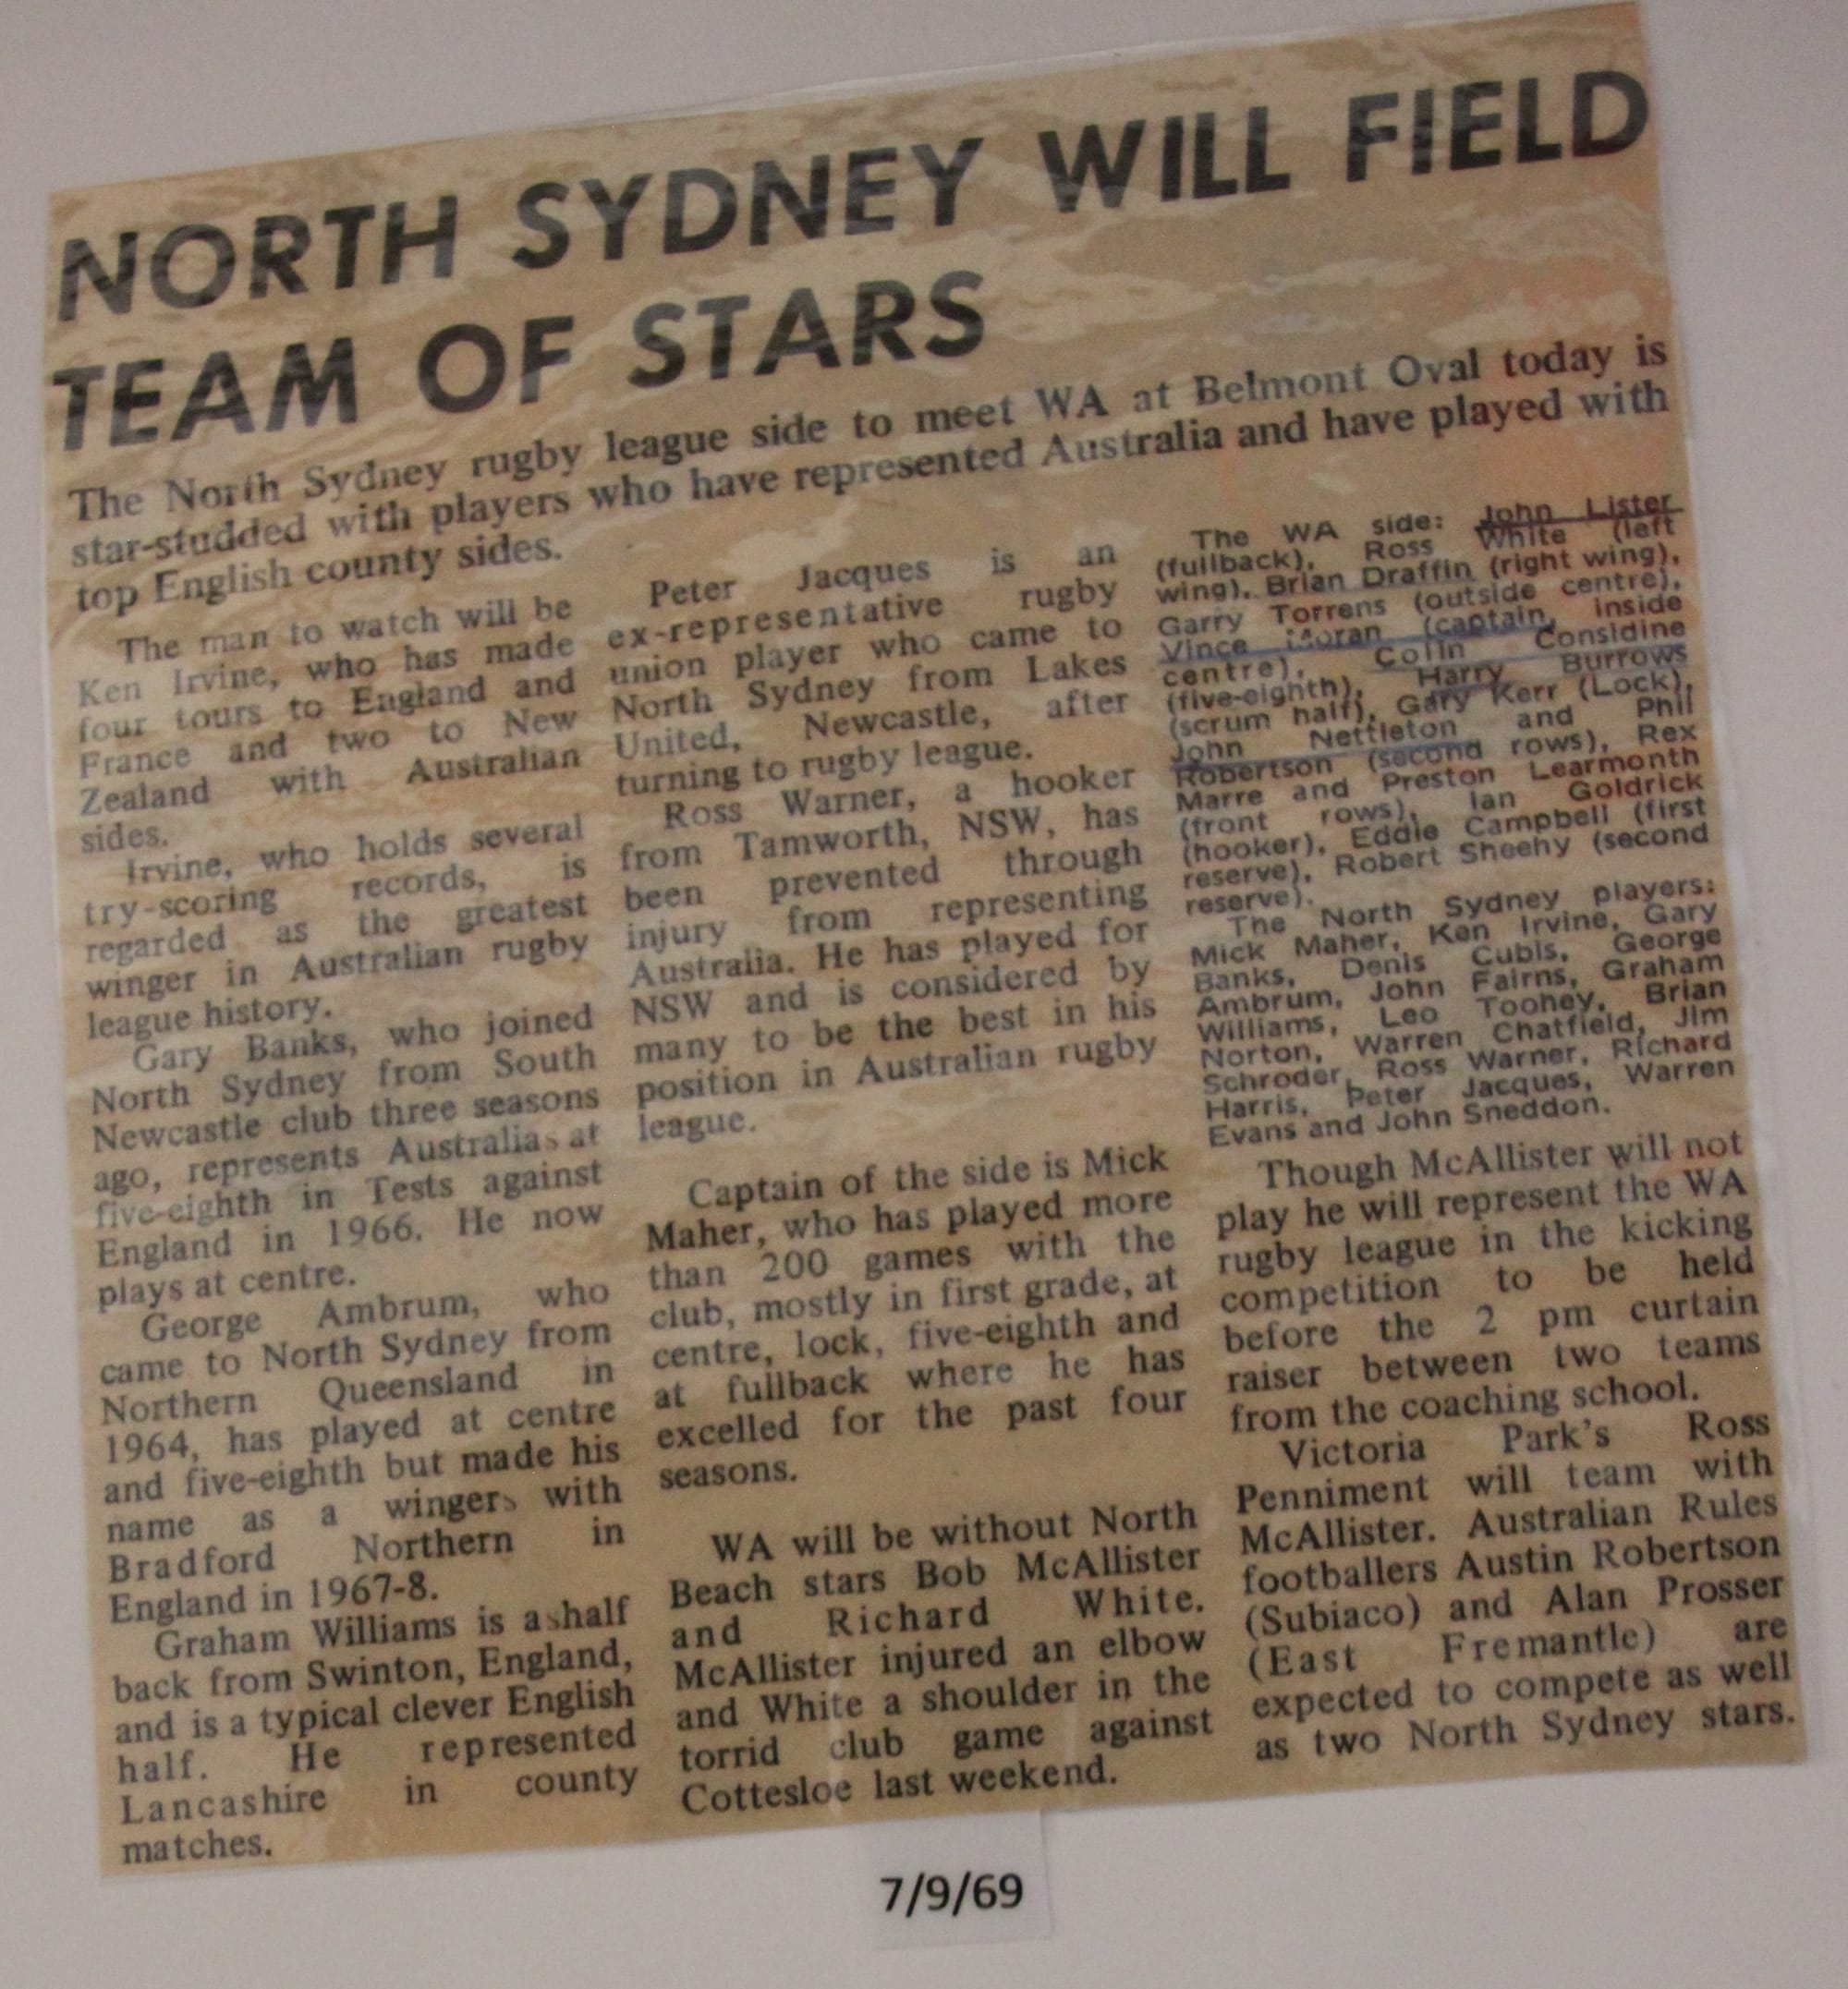 NORTH SYDNEY WILL FIELD
TEAM OF STARS
The North Sydney rugby league side to meet WA at Belmont Oval today is
star-studded with players who have represented Australia and have played with
top English county sides.
The man to watch will be
Ken Irvine, who has made
four tours to England and
France and two to New
Zealand with Australian
sides.
Irvine, who holds several
try-scoring records, is
regarded as the greatest
winger in Australian rugby
league history.
Gary Banks, who joined
North Sydney from South
Newcastle club three seasons
ago, represents Australias at
five-eighth in Tests against
England in 1966. He now
plays at centre.
George Ambrum, who
came to North Sydney from
Northern Queensland in
1964, has played at centre
and five-eighth but made his
name as a wingers with
Bradford Northern in
England in 1967-8.
Graham Williams is a shalf
back from Swinton, England,
and is a typical clever English
half. He represented
Lancashire in county
matches.
Peter Jacques is an
ex-representative rugby
union player who came to
North Sydney from Lakes
United, Newcastle, after
turning to rugby league.
Ross Warner, a hooker
from Tamworth, NSW, has
been prevented through
injury from representing
Australia. He has played for
NSW and is considered by
many to be the best in his
position in Australian rugby
league.
Captain of the side is Mick
Maher, who has played more
than 200 games with the
club, mostly in first grade, at
centre, lock, five-eighth and
at fullback where he has
excelled for the past four
seasons.
WA will be without North
Beach stars Bob McAllister
and Richard White.
McAllister injured an elbow
and White a shoulder in the
torrid club game against
Cottesloe last weekend.
The WA side: John Lister
(fullback), Ross White (left
wing), Brian Draffin (right wing),
Garry Torrens (outside centre),
Vince Moran (captain, inside
centre), Colin Considine
(five-eighth), Harry Burrows
(scrum half), Gary Kerr (Lock),
John Nettleton and Phil
Robertson (second rows), Rex
Marre and Preston Learmonth
(front rows), Ian Goldrick
(hooker), Eddie Campbell (first
reserve), Robert Sheehy (second
reserve).
The North Sydney players:
Mick Maher, Ken Irvine, Gary
Banks, Denis Cubis, George
Ambrum, John Fairns, Graham
Williams, Leo Toohey, Brian
Norton, Warren Chatfield, Jim
Schroder, Ross Warner, Richard
Harris, Peter Jacques, Warren
Evans and John Sneddon.
Though McAllister will not
play he will represent the WA
rugby league in the kicking
competition to be held
before the 2 pm curtain
raiser between two teams
from the coaching school.
Victoria Park's Ross
Penniment will team with
McAllister. Australian Rules
footballers Austin Robertson
(Subiaco) and Alan Prosser
(East Fremantle) are
expected to compete as well
as two North Sydney stars.
7/9/69